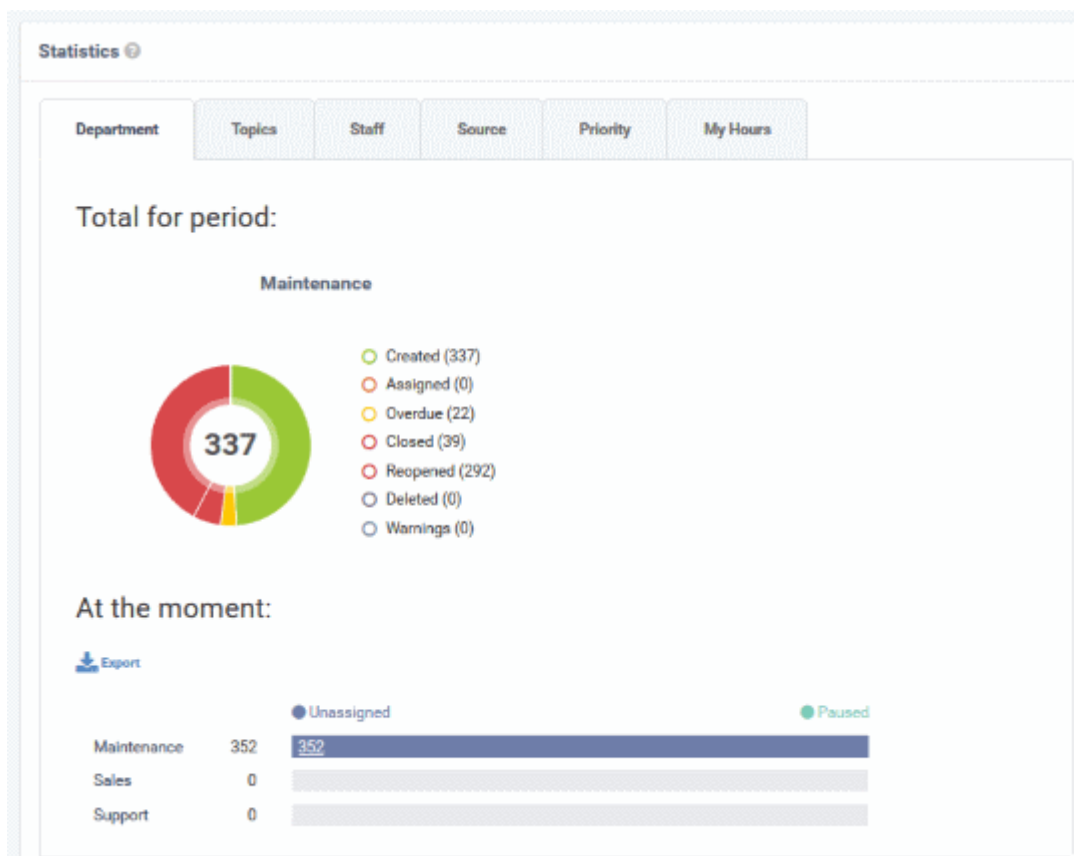 Statistics
Department Topics Staff Source Priority My Hours
Total for period:
Maintenance
337
Created (337)
Assigned (0)
Overdue (22)
Closed (39)
Reopened (292)
Deleted (0)
Warnings (0)
At the moment:
Export
Unassigned Paused
Maintenance 352 352
Sales 0
Support 0